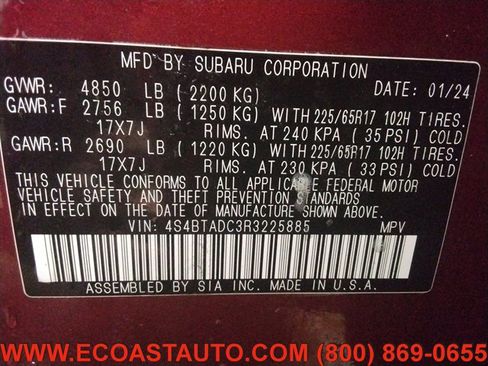 MFD BY SUBARU CORPORATION
GVWR: 4850 LB ( 2200 KG) DATE: 01/24
GAWR:F 2756 LB ( 1250 KG) WITH 225/65R17 102H TIRES.
17X7J RIMS. AT 240 KPA ( 35 PSI) COLD
GAWR:R 2690 LB ( 1220 KG) WITH 225/65R17 102H TIRES.
17X7J RIMS. AT 230 KPA ( 33 PSI) COLD
THIS VEHICLE CONFORMS TO ALL APPLICABLE FEDERAL MOTOR
VEHICLE SAFETY AND THEFT PREVENTION STANDARDS
IN EFFECT ON THE DATE OF MANUFACTURE SHOWN ABOVE.
VIN: 4S4BTADC3R3225885 MPV
ASSEMBLED BY SIA INC. MADE IN U.S.A.
WWW.ECOASTAUTO.COM (800) 869-0655